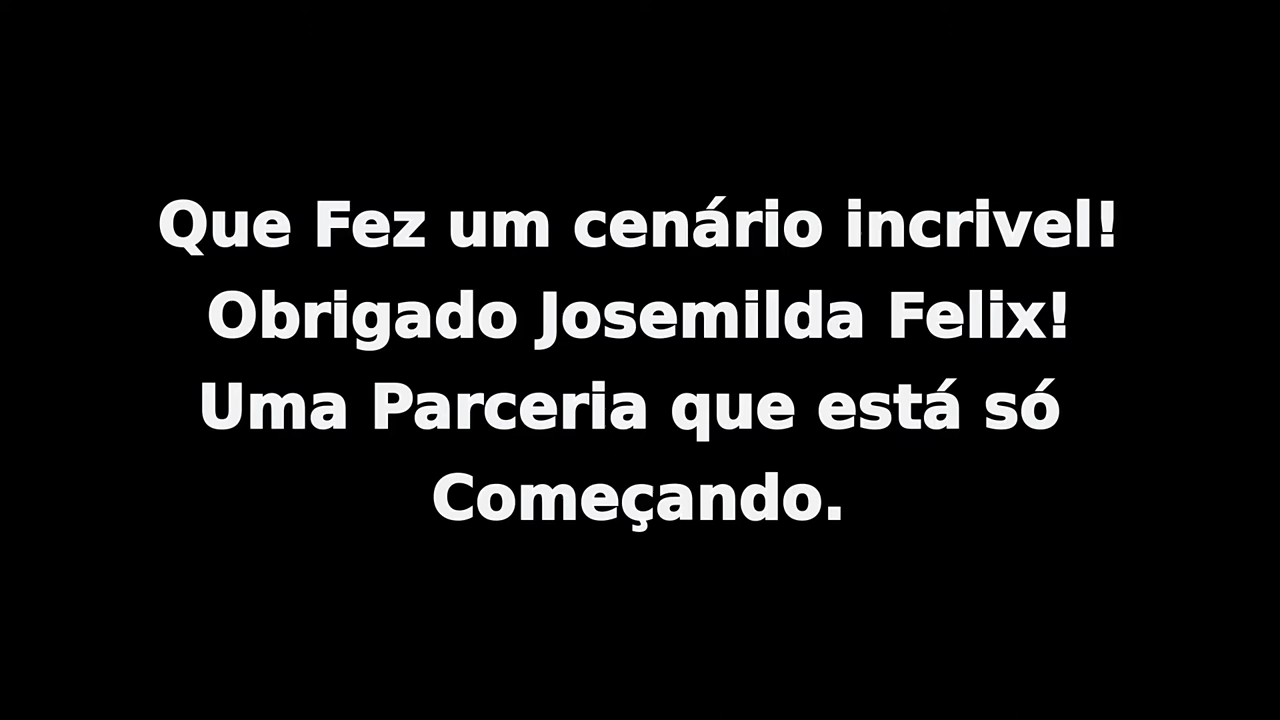 Que Fez um cenário incrivel!
Obrigado Josemilda Felix!
Uma Parceria que está só
Começando.